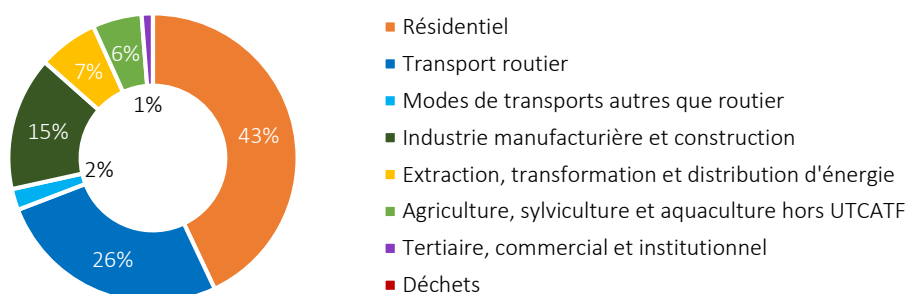 6%
7%
1%
15%
43%
2%
26%
Résidentiel
Transport routier
Modes de transports autres que routier
Industrie manufacturière et construction
Extraction, transformation et distribution d'énergie
Agriculture, sylviculture et aquaculture hors UTCATF
Tertiaire, commercial et institutionnel
Déchets